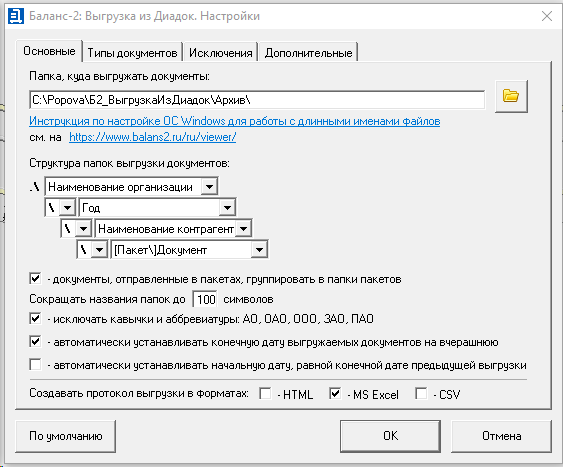 Баланс-2: Выгрузка из Диадок. Настройки
Основные Типы документов Исключения Дополнительные
Папка, куда выгружать документы:
C:\Popova\Б2_ВыгрузкаИзДиадок\Архив\
Инструкция по настройке ОС Windows для работы с длинными именами файлов
см. на https://www.balans2.ru/ru/viewer/
Структура папок выгрузки документов:
.\ Наименование организации
\ Год
\ Наименование контрагент
\ [Пакет\]Документ
- документы, отправленные в пакетах, группировать в папки пакетов
Сокращать названия папок до 100 символов
- исключать кавычки и аббревиатуры: АО, ОАО, ООО, ЗАО, ПАО
- автоматически устанавливать конечную дату выгружаемых документов на вчерашнюю
- автоматически устанавливать начальную дату, равной конечной дате предыдущей выгрузки
Создавать протокол выгрузки в форматах: - HTML - MS Excel - CSV
По умолчанию OK Отмена